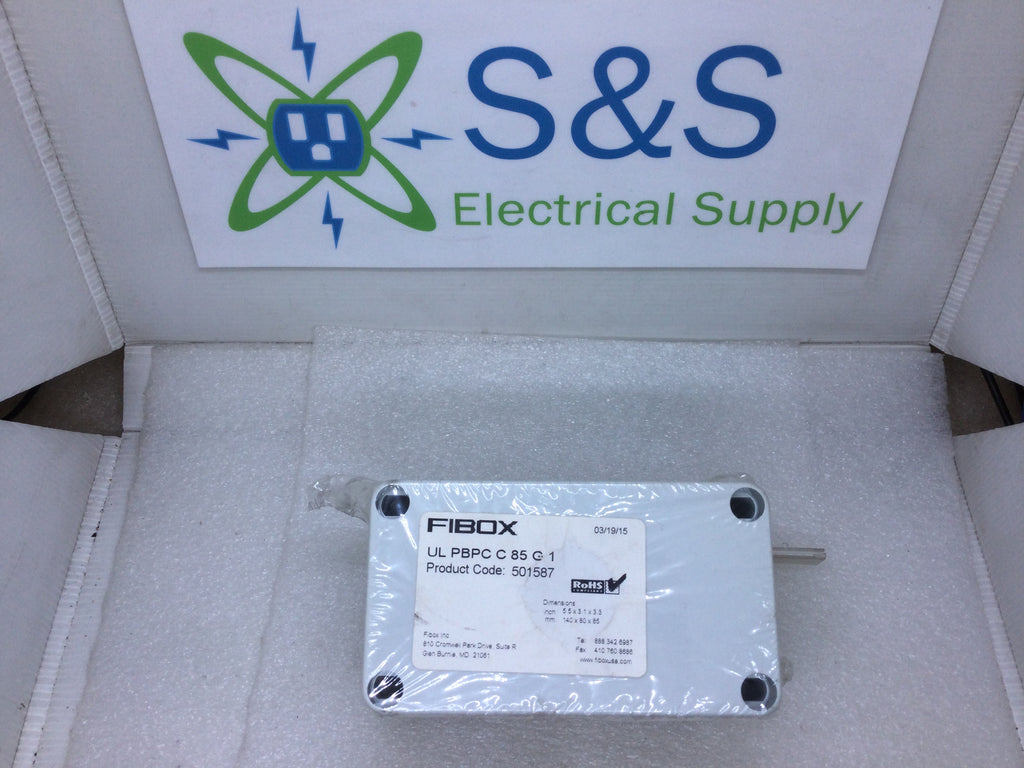 S&S
Electrical Supply
FIBOX
03/19/15
UL PBPC C 85 G 1
Product Code: 501587
RoHS
COMPLIANT
Dimensions
inch 5.5 x 3.1 x 3.3
mm 140 x 80 x 85
Fibox Inc
810 Cromwell Park Drive, Suite R
Glen Burnie, MD 21061
Tel 888.342.6987
Fax 410.760.8686
www.fiboxusa.com